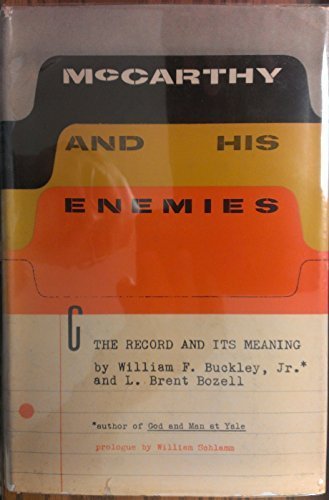 McCARTHY
AND HIS
ENEMIES
THE RECORD AND ITS MEANING
by William F. Buckley, Jr.*
and L. Brent Bozell
*author of God and Man at Yale
prologue by William Schlamm